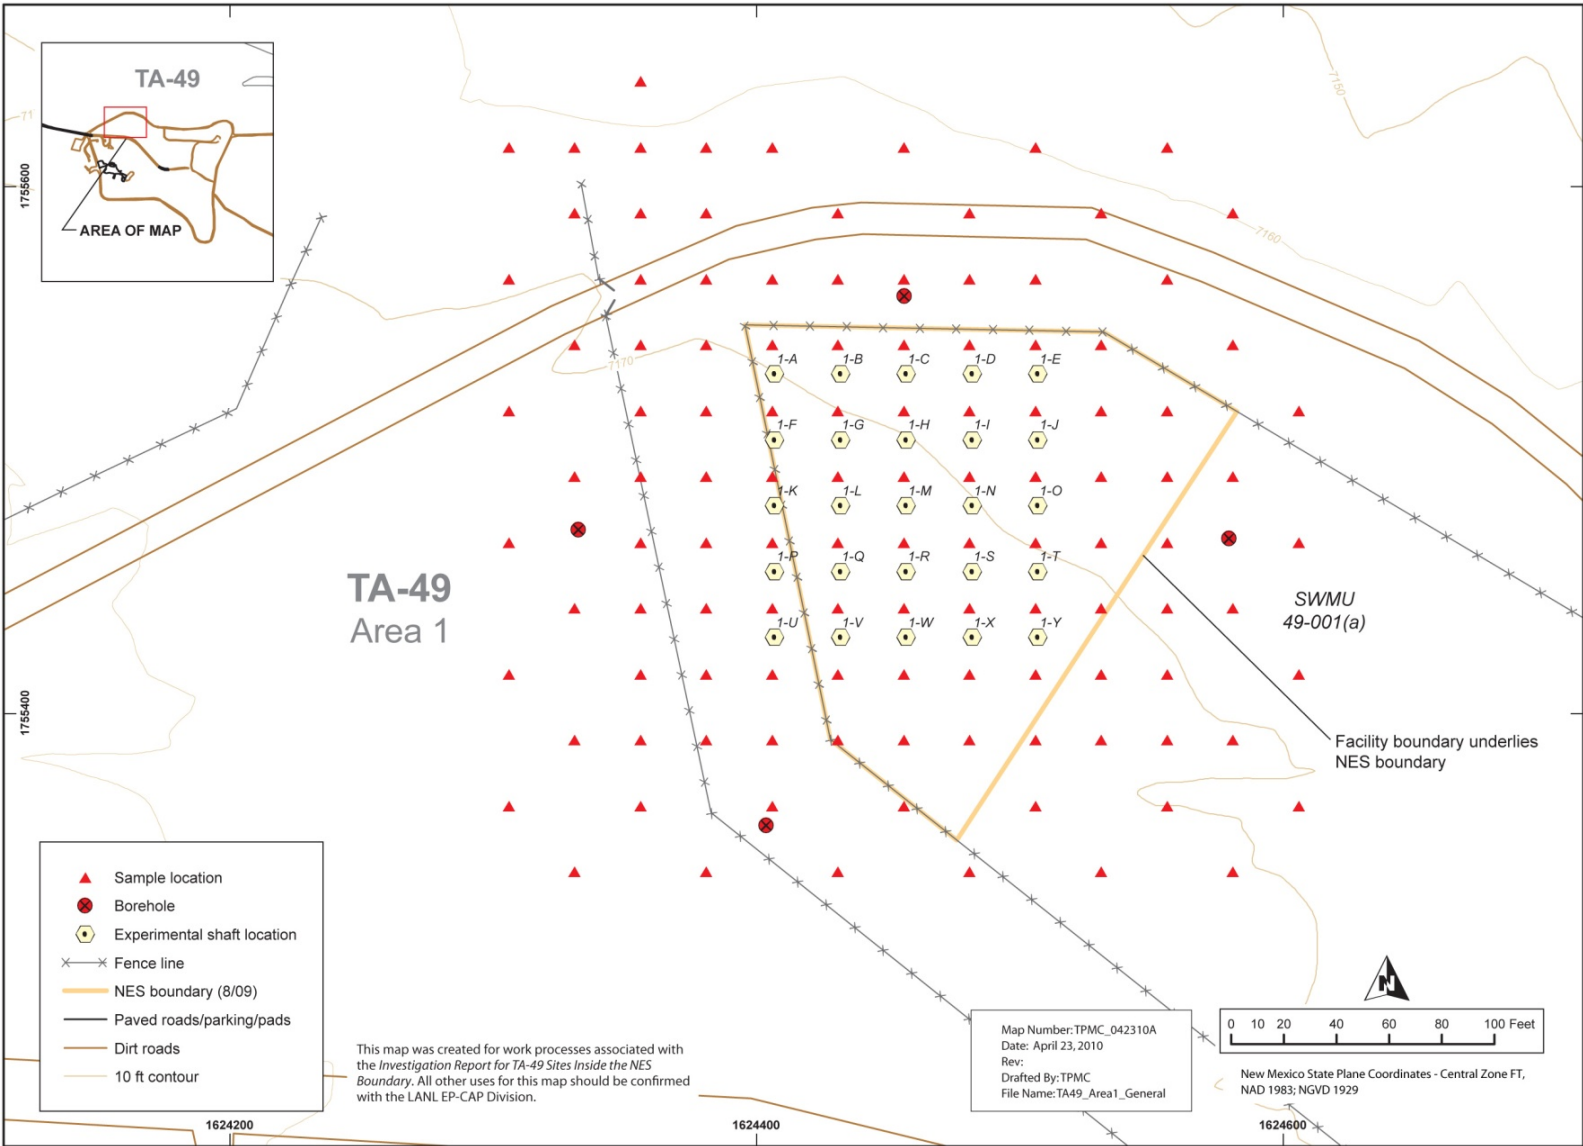 TA-49
AREA OF MAP
71
7150
7160
7170
1755600
1755400
1-A
1-B
1-C
1-D
1-E
1-F
1-G
1-H
1-I
1-J
1-K
1-L
1-M
1-N
1-O
1-P
1-Q
1-R
1-S
1-T
1-U
1-V
1-W
1-X
1-Y
TA-49
Area 1
SWMU
49-001(a)
Facility boundary underlies
NES boundary
Sample location
Borehole
Experimental shaft location
Fence line
NES boundary (8/09)
Paved roads/parking/pads
Dirt roads
10 ft contour
This map was created for work processes associated with
the Investigation Report for TA-49 Sites Inside the NES
Boundary. All other uses for this map should be confirmed
with the LANL EP-CAP Division.
Map Number: TPMC_042310A
Date: April 23, 2010
Rev:
Drafted By: TPMC
File Name: TA49_Area1_General
N
0 10 20 40 60 80 100 Feet
New Mexico State Plane Coordinates - Central Zone FT,
NAD 1983; NGVD 1929
1624200
1624400
1624600